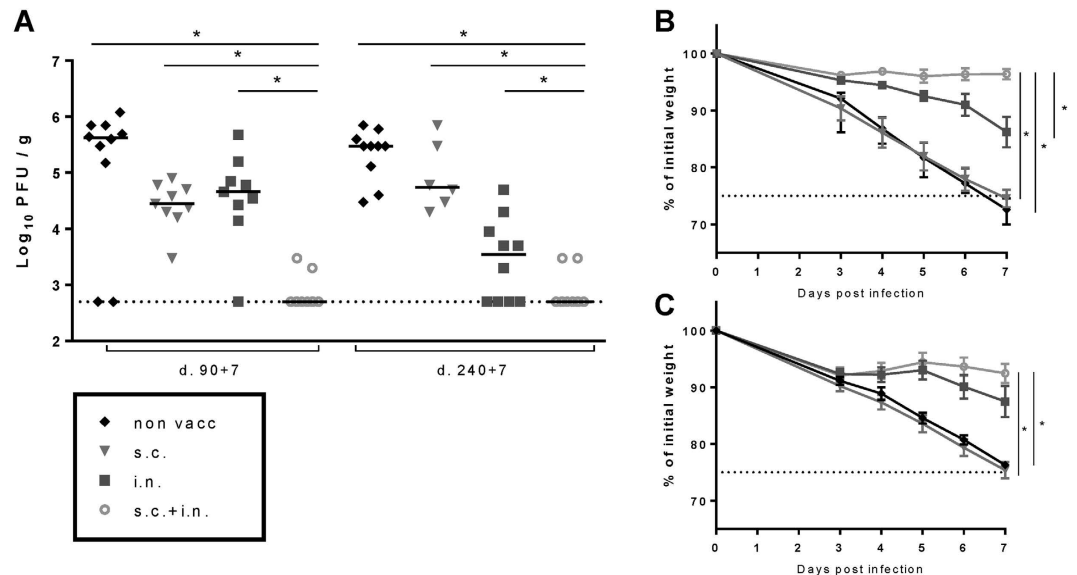 A
* *
* *
* *
7
6
5
4
3
2
Log10 PFU / g
d. 90+7 d. 240+7
non vacc
s.c.
i.n.
s.c.+i.n.
B
100
90
80
70
% of initial weight
0 1 2 3 4 5 6 7
Days post infection
*
*
*
C
100
90
80
70
% of initial weight
0 1 2 3 4 5 6 7
Days post infection
*
*